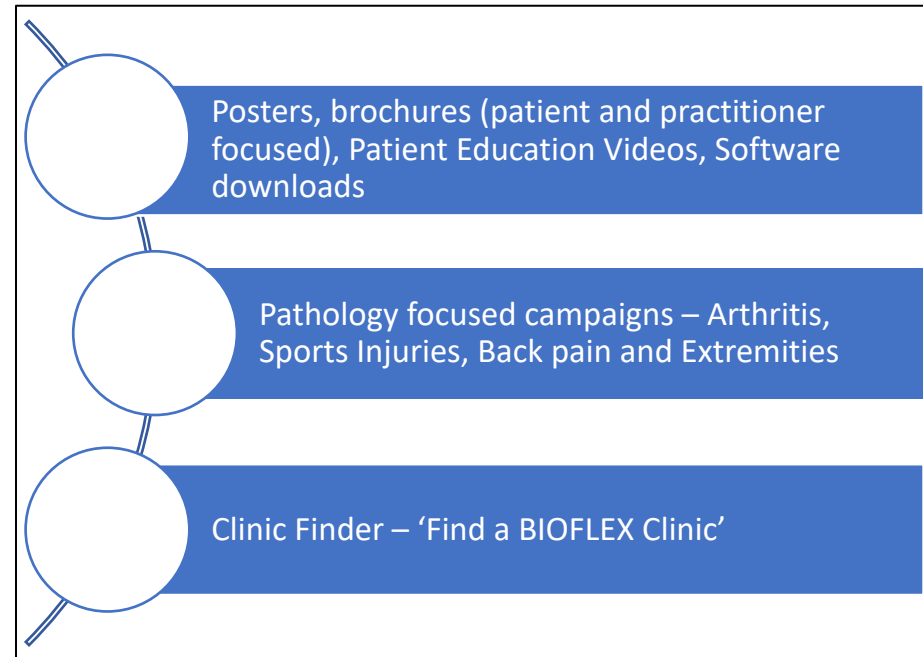 Posters, brochures (patient and practitioner
focused), Patient Education Videos, Software
downloads
Pathology focused campaigns – Arthritis,
Sports Injuries, Back pain and Extremities
Clinic Finder – ‘Find a BIOFLEX Clinic’